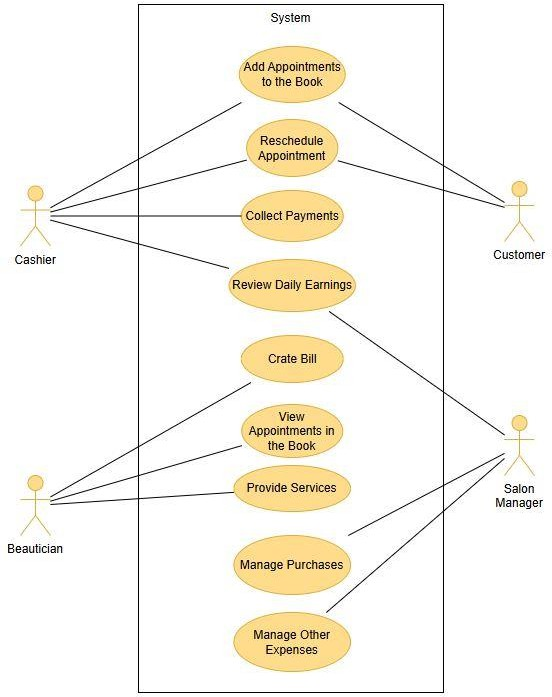 System
Add Appointments
to the Book
Reschedule
Appointment
Collect Payments
Cashier
Customer
Review Daily Earnings
Crate Bill
View
Appointments in
the Book
Provide Services
Salon
Manager
Beautician
Manage Purchases
Manage Other
Expenses